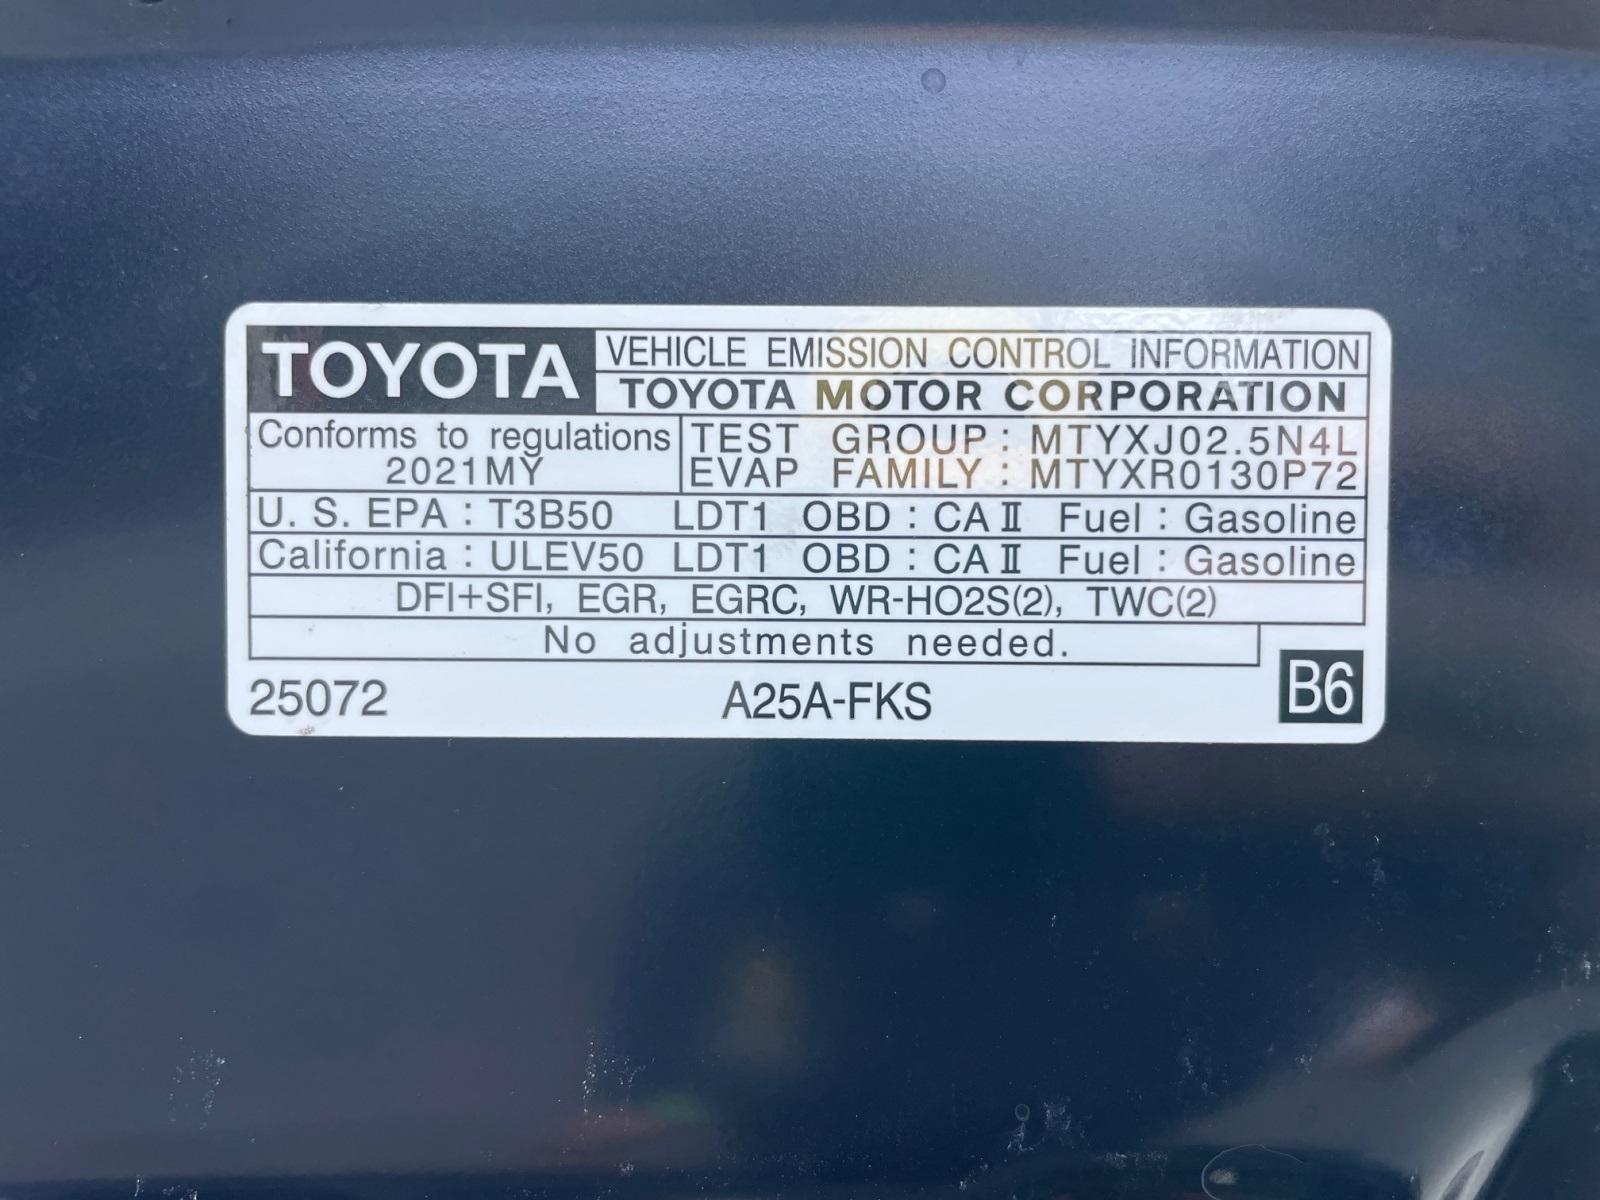 TOYOTA VEHICLE EMISSION CONTROL INFORMATION
TOYOTA MOTOR CORPORATION
Conforms to regulations
2021MY
TEST GROUP : MTYXJ02.5N4L
EVAP FAMILY : MTYXR0130P72
U. S. EPA : T3B50 LDT1 OBD : CA II Fuel : Gasoline
California : ULEV50 LDT1 OBD : CA II Fuel : Gasoline
DFI+SFI, EGR, EGRC, WR-HO2S(2), TWC(2)
No adjustments needed.
25072 A25A-FKS B6